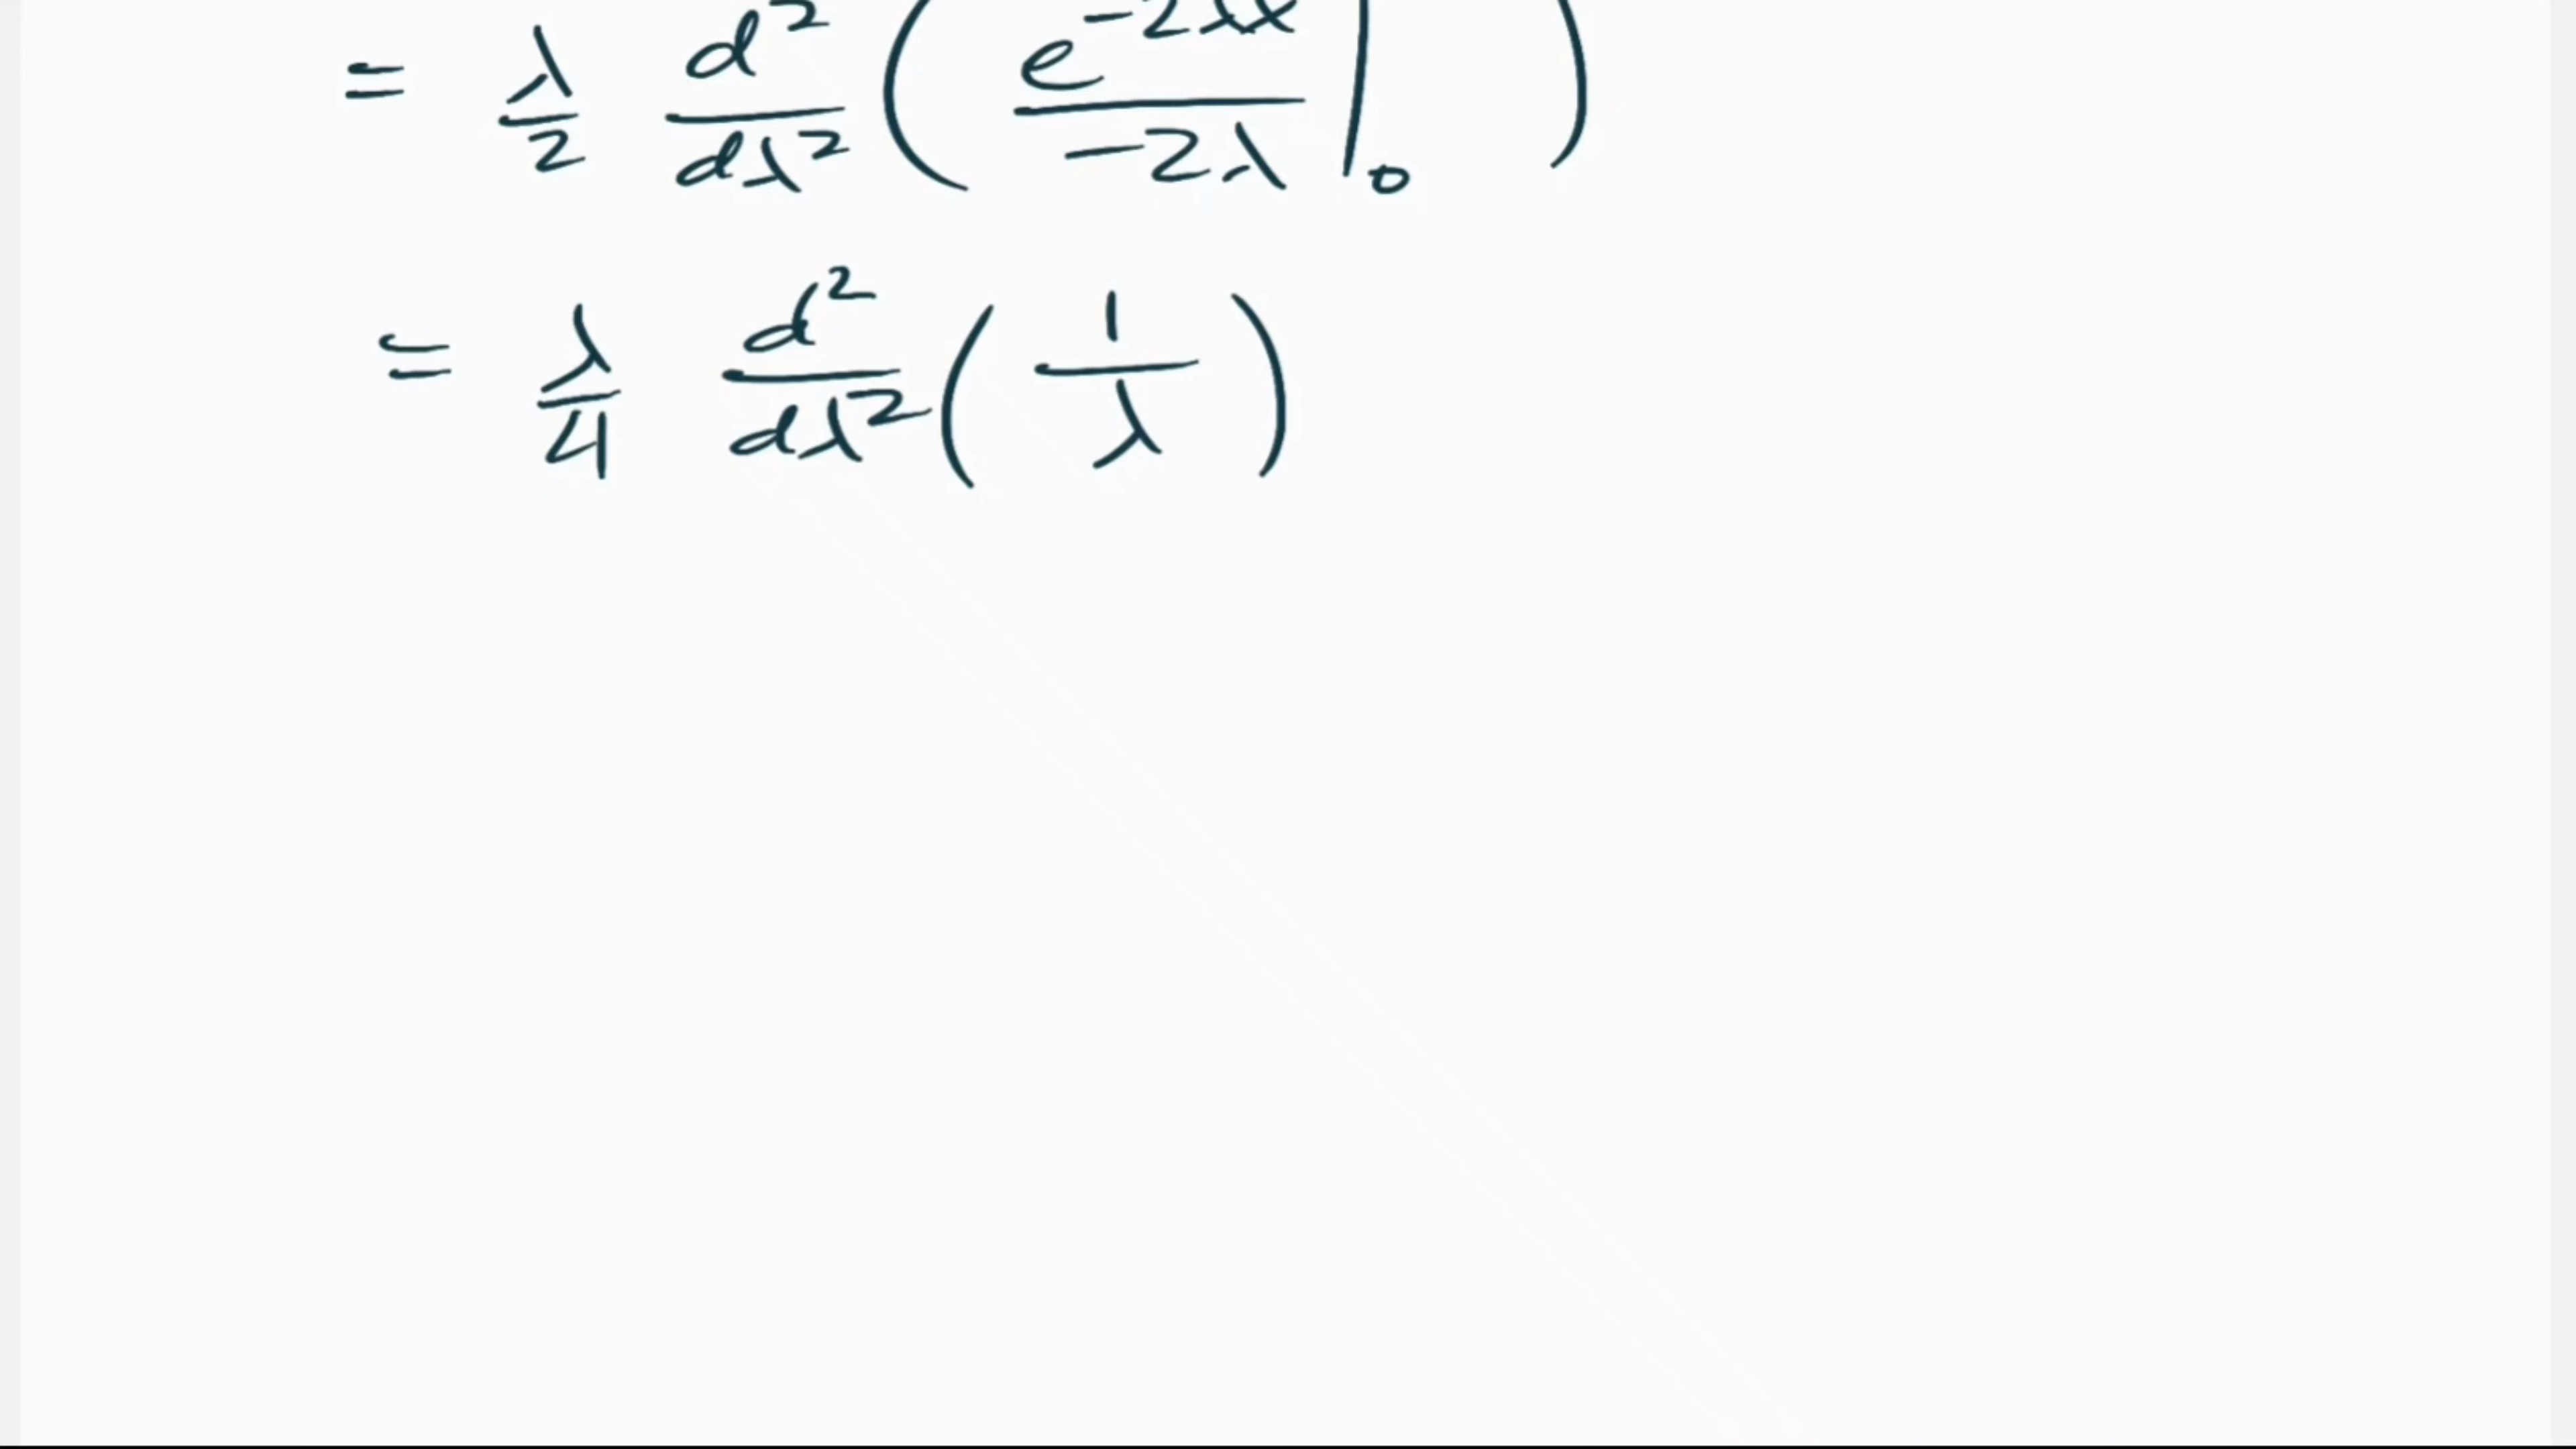 = λ/2 d²/dλ² ( e^(-2λx)/(-2λ) |₀ )
= λ/4 d²/dλ² ( 1/λ )